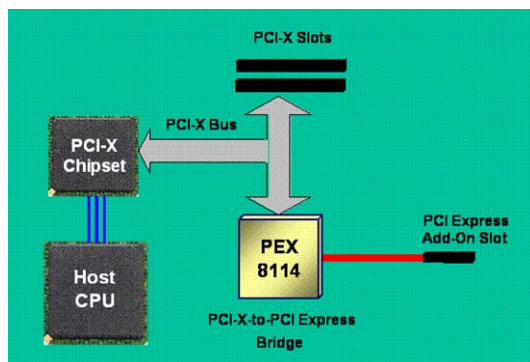 PCI-X Slots
PCI-X Bus
PCI-X
Chipset
PCI Express
Add-On Slot
PEX
8114
Host
CPU
PCI-X-to-PCI Express
Bridge